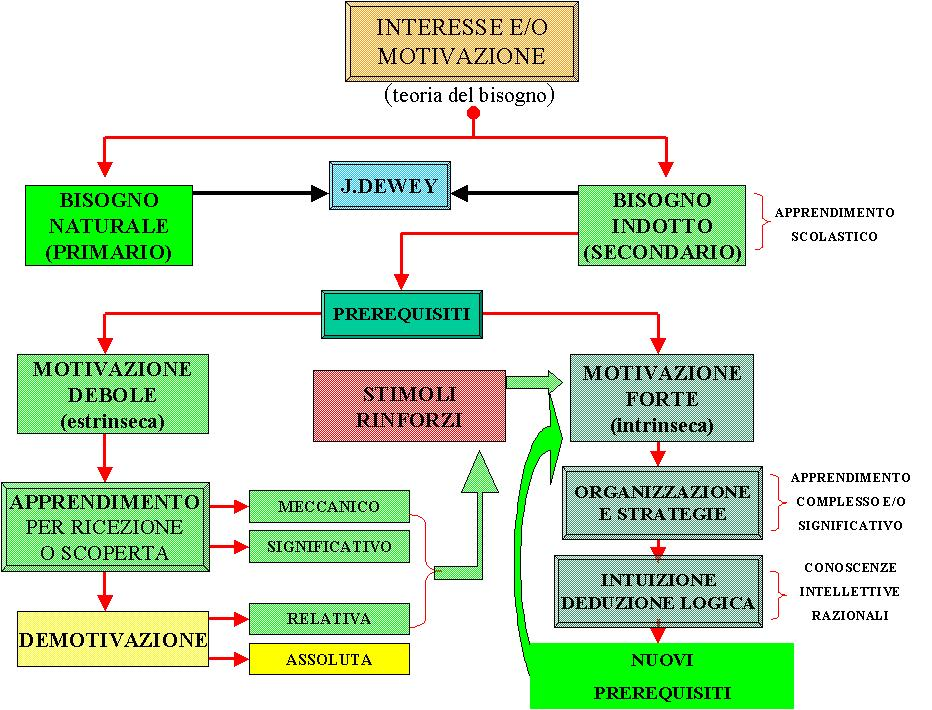 INTERESSE E/O
MOTIVAZIONE
(teoria del bisogno)
J.DEWEY
BISOGNO
NATURALE
(PRIMARIO)
BISOGNO
INDOTTO
(SECONDARIO)
APPRENDIMENTO
SCOLASTICO
PREREQUISITI
MOTIVAZIONE
DEBOLE
(estrinseca)
STIMOLI
RINFORZI
MOTIVAZIONE
FORTE
(intrinseca)
APPRENDIMENTO
PER RICEZIONE
O SCOPERTA
MECCANICO
SIGNIFICATIVO
ORGANIZZAZIONE
E STRATEGIE
APPRENDIMENTO
COMPLESSO E/O
SIGNIFICATIVO
INTUIZIONE
DEDUZIONE LOGICA
CONOSCENZE
INTELLETTIVE
RAZIONALI
DEMOTIVAZIONE
RELATIVA
ASSOLUTA
NUOVI
PREREQUISITI